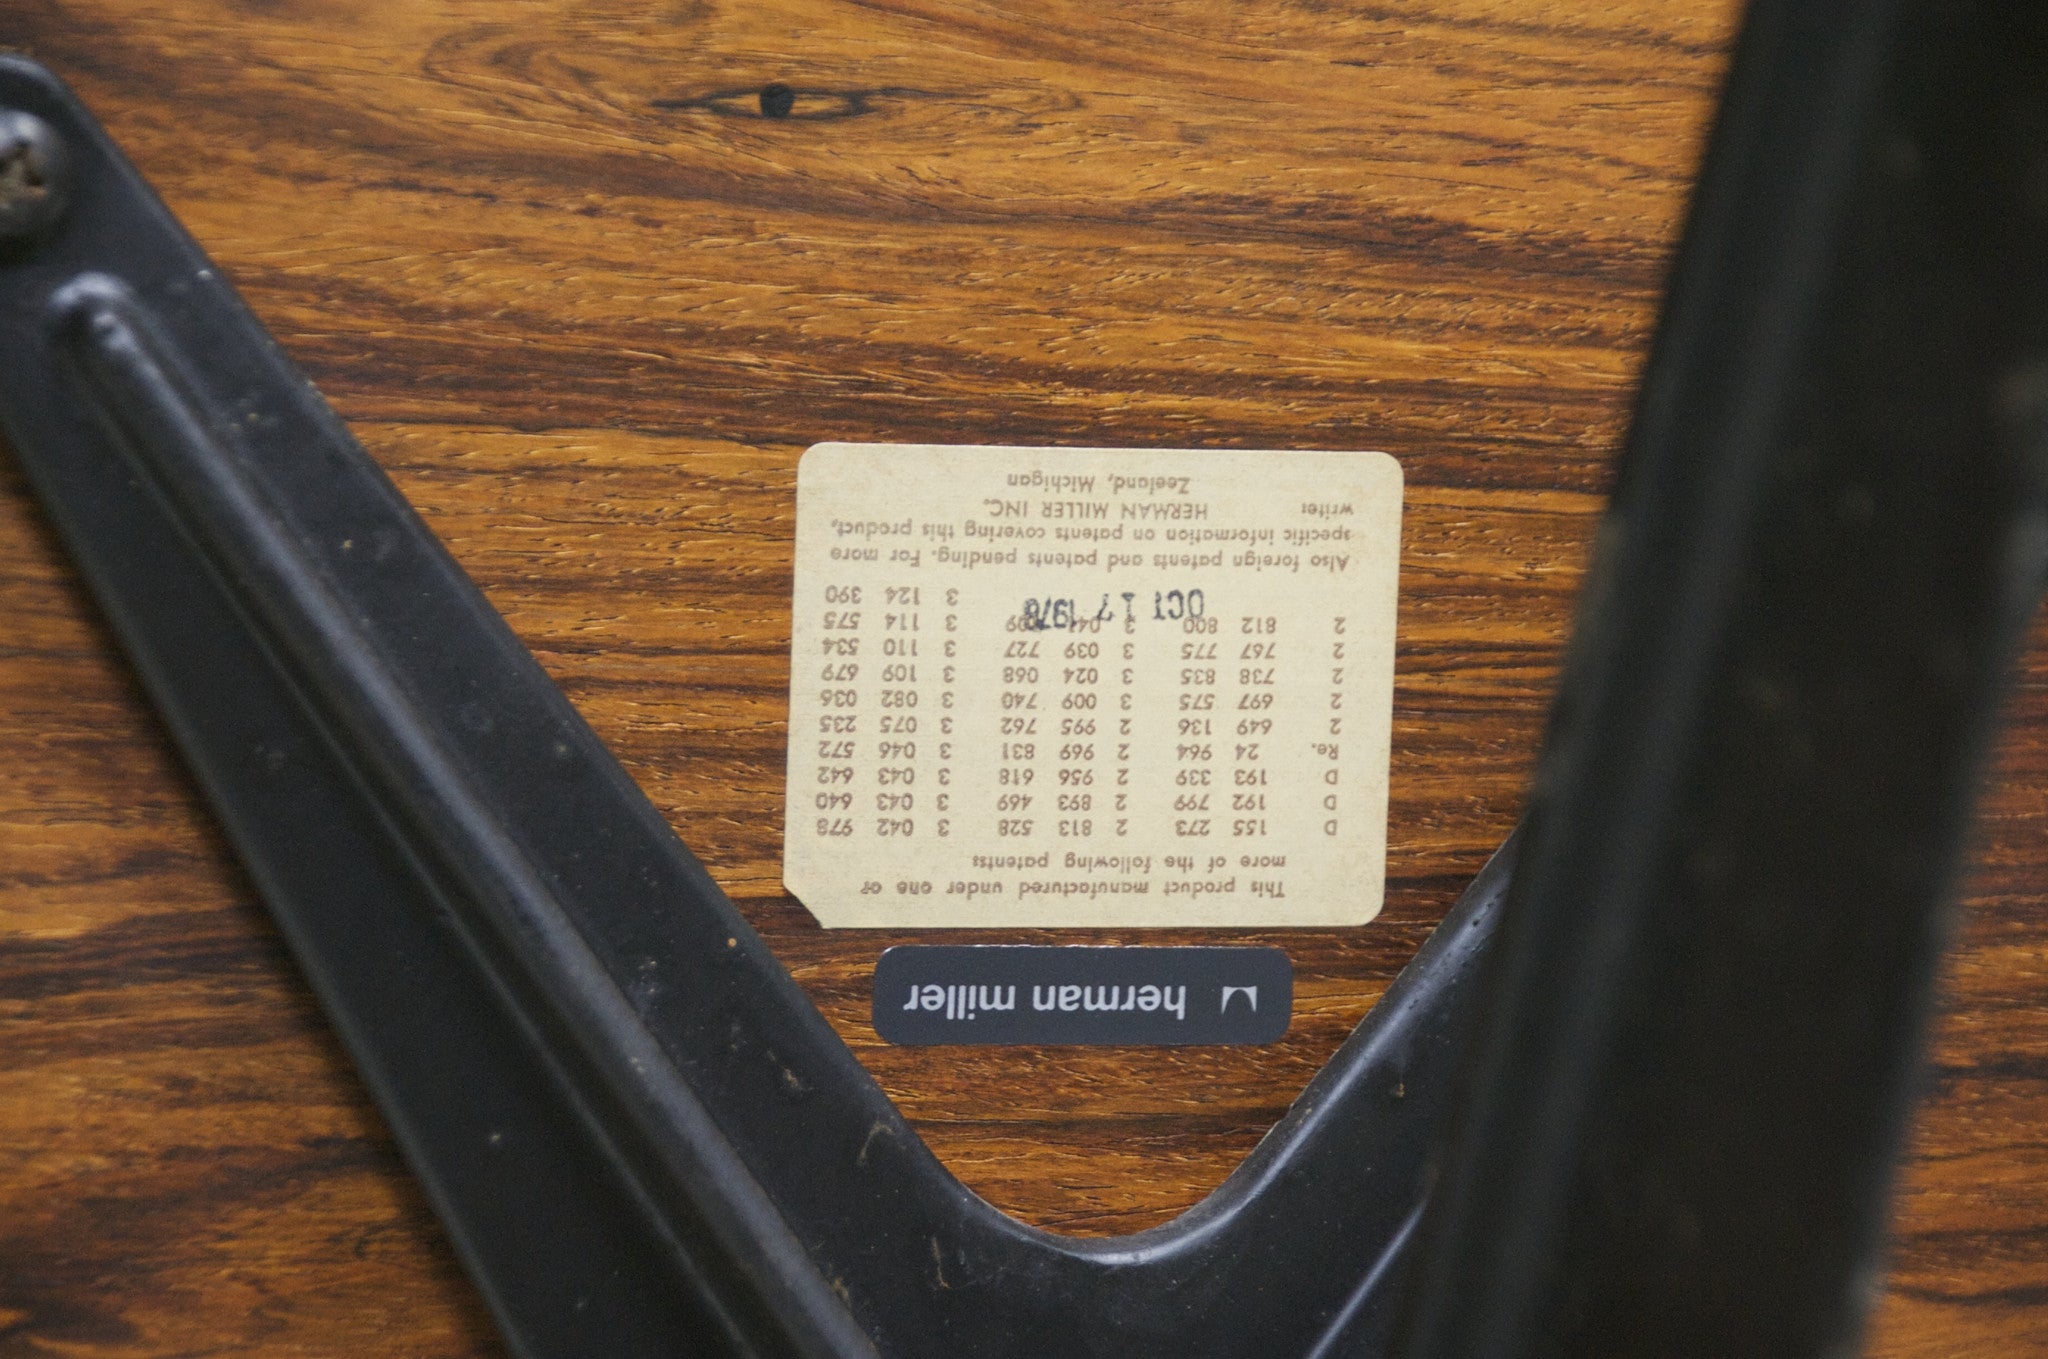 herman miller
This product manufactured under one or
more of the following patents:
D 155 273 2 813 528 3 042 978
D 192 799 2 893 469 3 043 640
D 193 339 2 956 618 3 043 642
Re. 24 964 2 969 831 3 046 572
2 649 136 2 995 762 3 075 235
2 697 575 3 009 740 3 082 036
2 738 835 3 024 068 3 109 679
2 767 775 3 039 727 3 110 534
2 812 800 3 041 3 114 575
OCT 17 1978 3 124 390
Also foreign patents and patents pending. For more
specific information on patents covering this product,
write: HERMAN MILLER INC.
Zeeland, Michigan